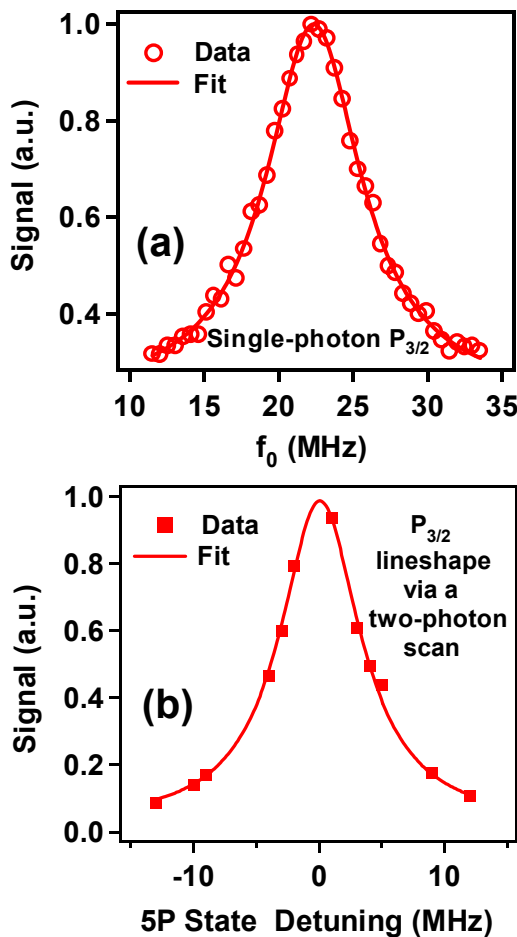 1.0
Data
Fit
0.8
Signal (a.u.)
0.6
(a)
0.4
Single-photon P3/2
10 15 20 25 30 35
f0 (MHz)
1.0
Data
Fit
P3/2
lineshape
via a
two-photon
scan
0.8
0.6
Signal (a.u.)
0.4
(b)
0.2
0.0
-10 0 10
5P State Detuning (MHz)